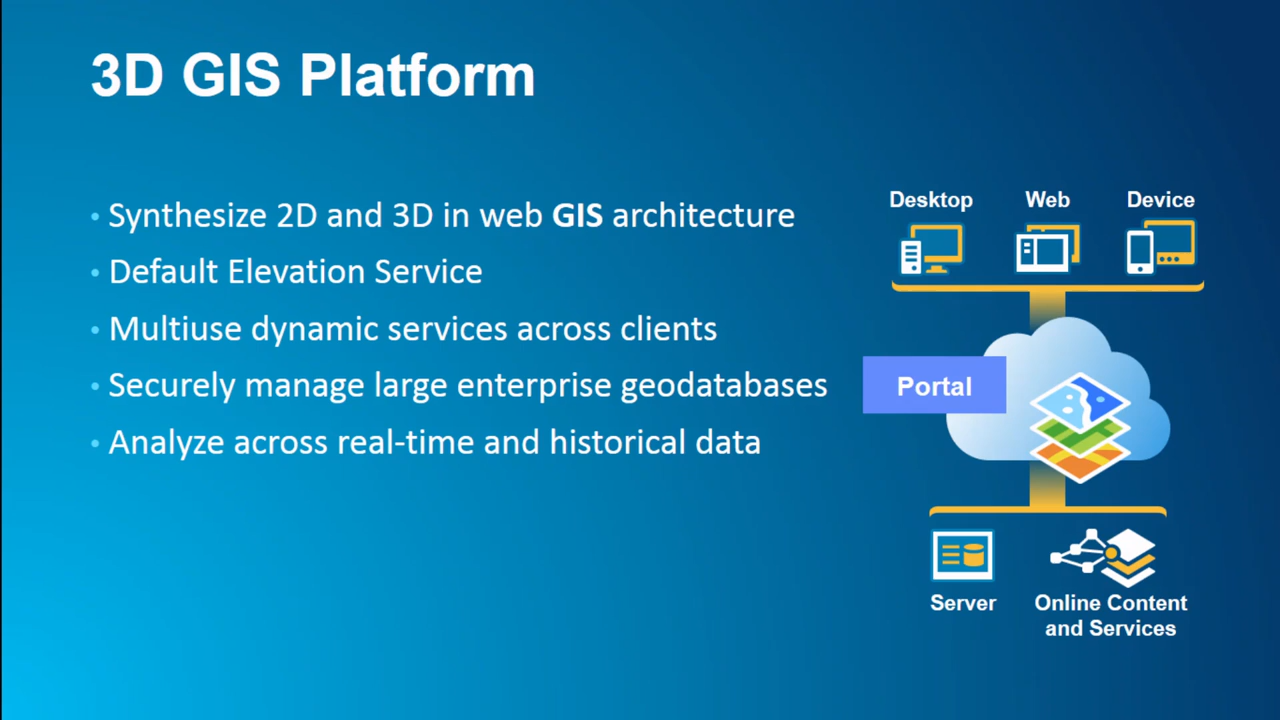 3D GIS Platform
• Synthesize 2D and 3D in web GIS architecture
• Default Elevation Service
• Multiuse dynamic services across clients
• Securely manage large enterprise geodatabases
• Analyze across real-time and historical data
Desktop Web Device
Portal
Server
Online Content
and Services